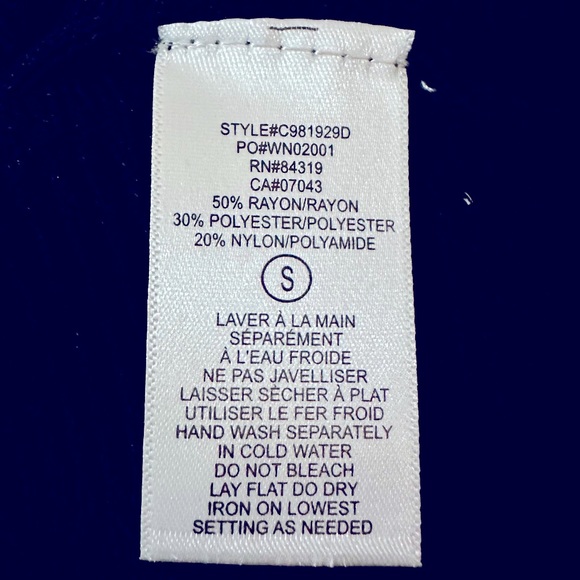 STYLE#C981929D
PO#WN02001
RN#84319
CA#07043
50% RAYON/RAYON
30% POLYESTER/POLYESTER
20% NYLON/POLYAMIDE
S
LAVER À LA MAIN
SÉPARÉMENT
À L'EAU FROIDE
NE PAS JAVELLISER
LAISSER SÈCHER À PLAT
UTILISER LE FER FROID
HAND WASH SEPARATELY
IN COLD WATER
DO NOT BLEACH
LAY FLAT DO DRY
IRON ON LOWEST
SETTING AS NEEDED